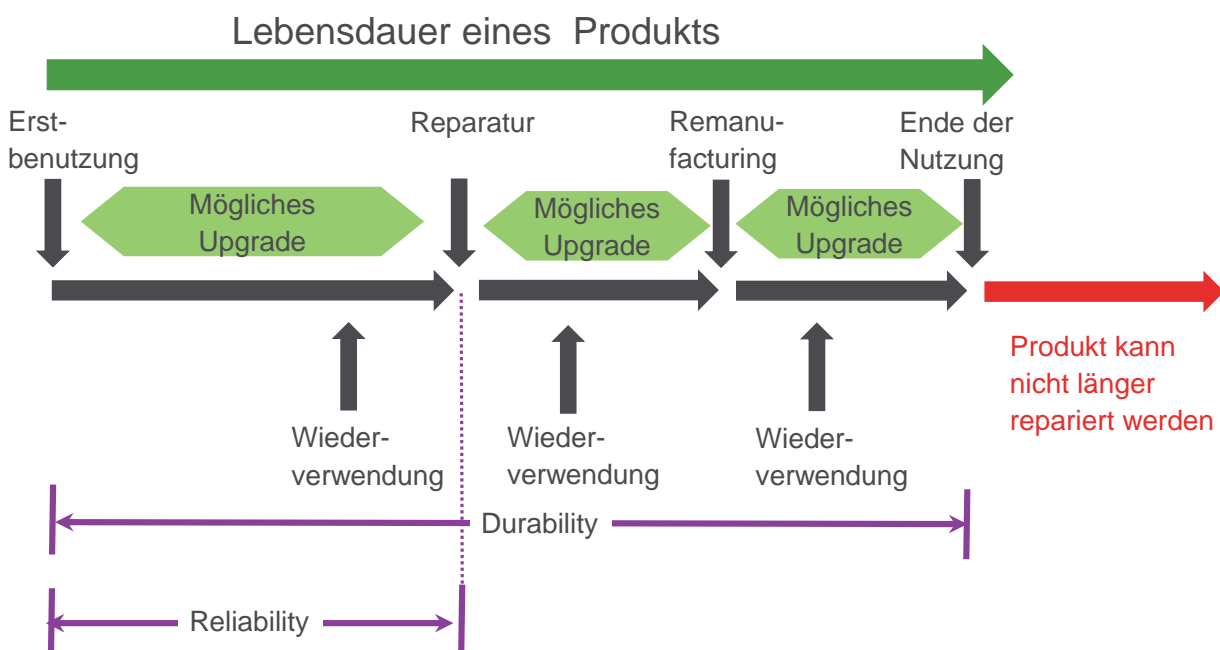 Lebensdauer eines Produkts
Erst-
benutzung
Reparatur
Remanu-
facturing
Ende der
Nutzung
Mögliches
Upgrade
Mögliches
Upgrade
Mögliches
Upgrade
Produkt kann
nicht länger
repariert werden
Wieder-
verwendung
Wieder-
verwendung
Wieder-
verwendung
Durability
Reliability